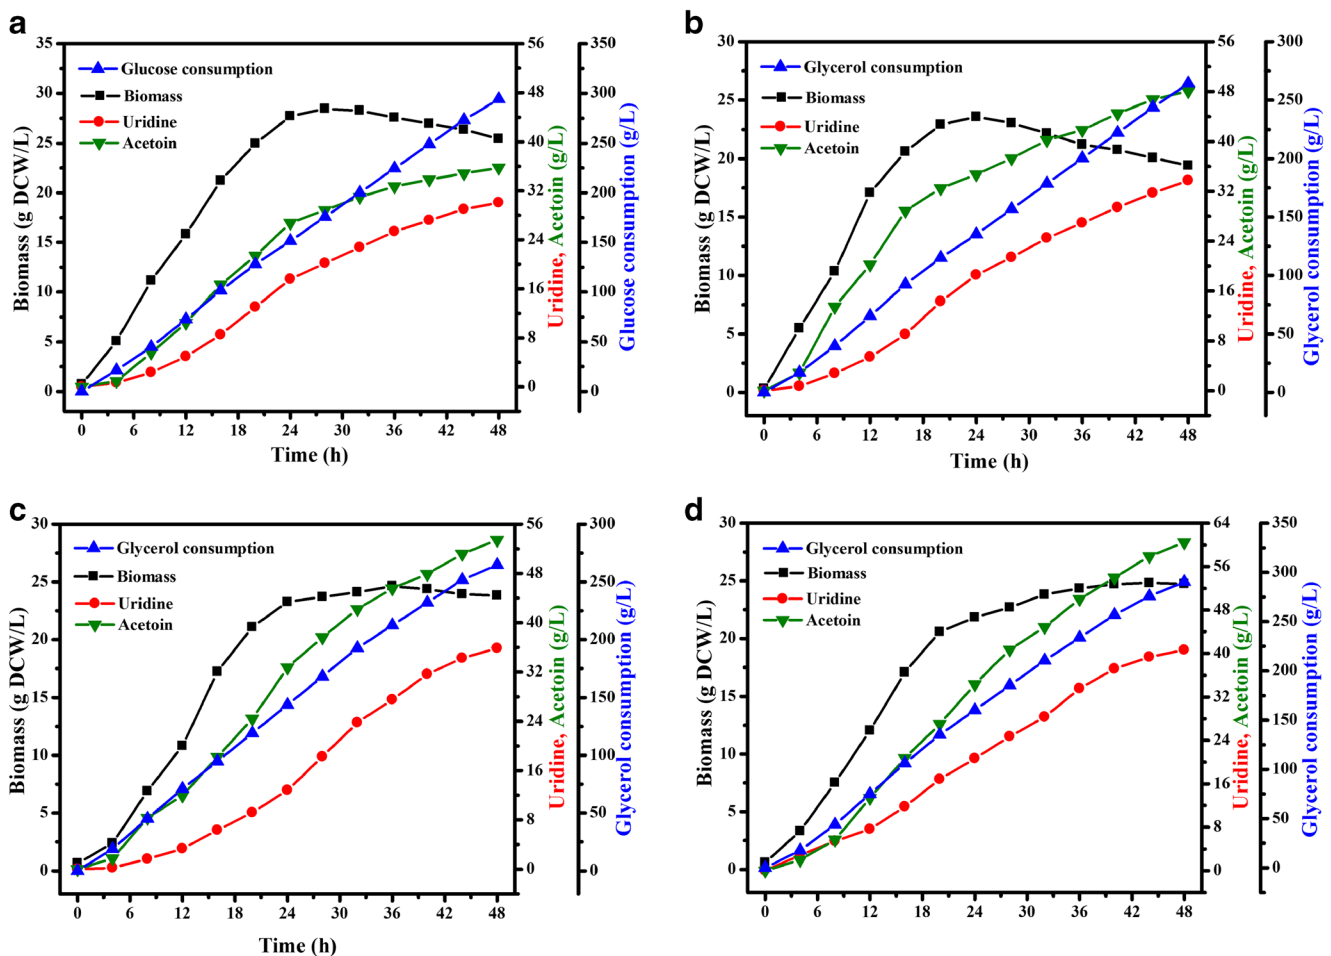 a
35
30
25
20
15
10
5
0
Biomass (g DCW/L)
Glucose consumption
Biomass
Uridine
Acetoin
0 6 12 18 24 30 36 42 48
Time (h)
56
48
40
32
24
16
8
0
Uridine, Acetoin (g/L)
350
300
250
200
150
100
50
0
Glucose consumption (g/L)
b
30
25
20
15
10
5
0
Biomass (g DCW/L)
Glycerol consumption
Biomass
Uridine
Acetoin
0 6 12 18 24 30 36 42 48
Time (h)
56
48
40
32
24
16
8
0
Uridine, Acetoin (g/L)
300
250
200
150
100
50
0
Glycerol consumption (g/L)
c
30
25
20
15
10
5
0
Biomass (g DCW/L)
Glycerol consumption
Biomass
Uridine
Acetoin
0 6 12 18 24 30 36 42 48
Time (h)
56
48
40
32
24
16
8
0
Uridine, Acetoin (g/L)
300
250
200
150
100
50
0
Glycerol consumption (g/L)
d
30
25
20
15
10
5
0
Biomass (g DCW/L)
Glycerol consumption
Biomass
Uridine
Acetoin
0 6 12 18 24 30 36 42 48
64
56
48
40
32
24
16
8
0
Uridine, Acetoin (g/L)
350
300
250
200
150
100
50
0
Glycerol consumption (g/L)